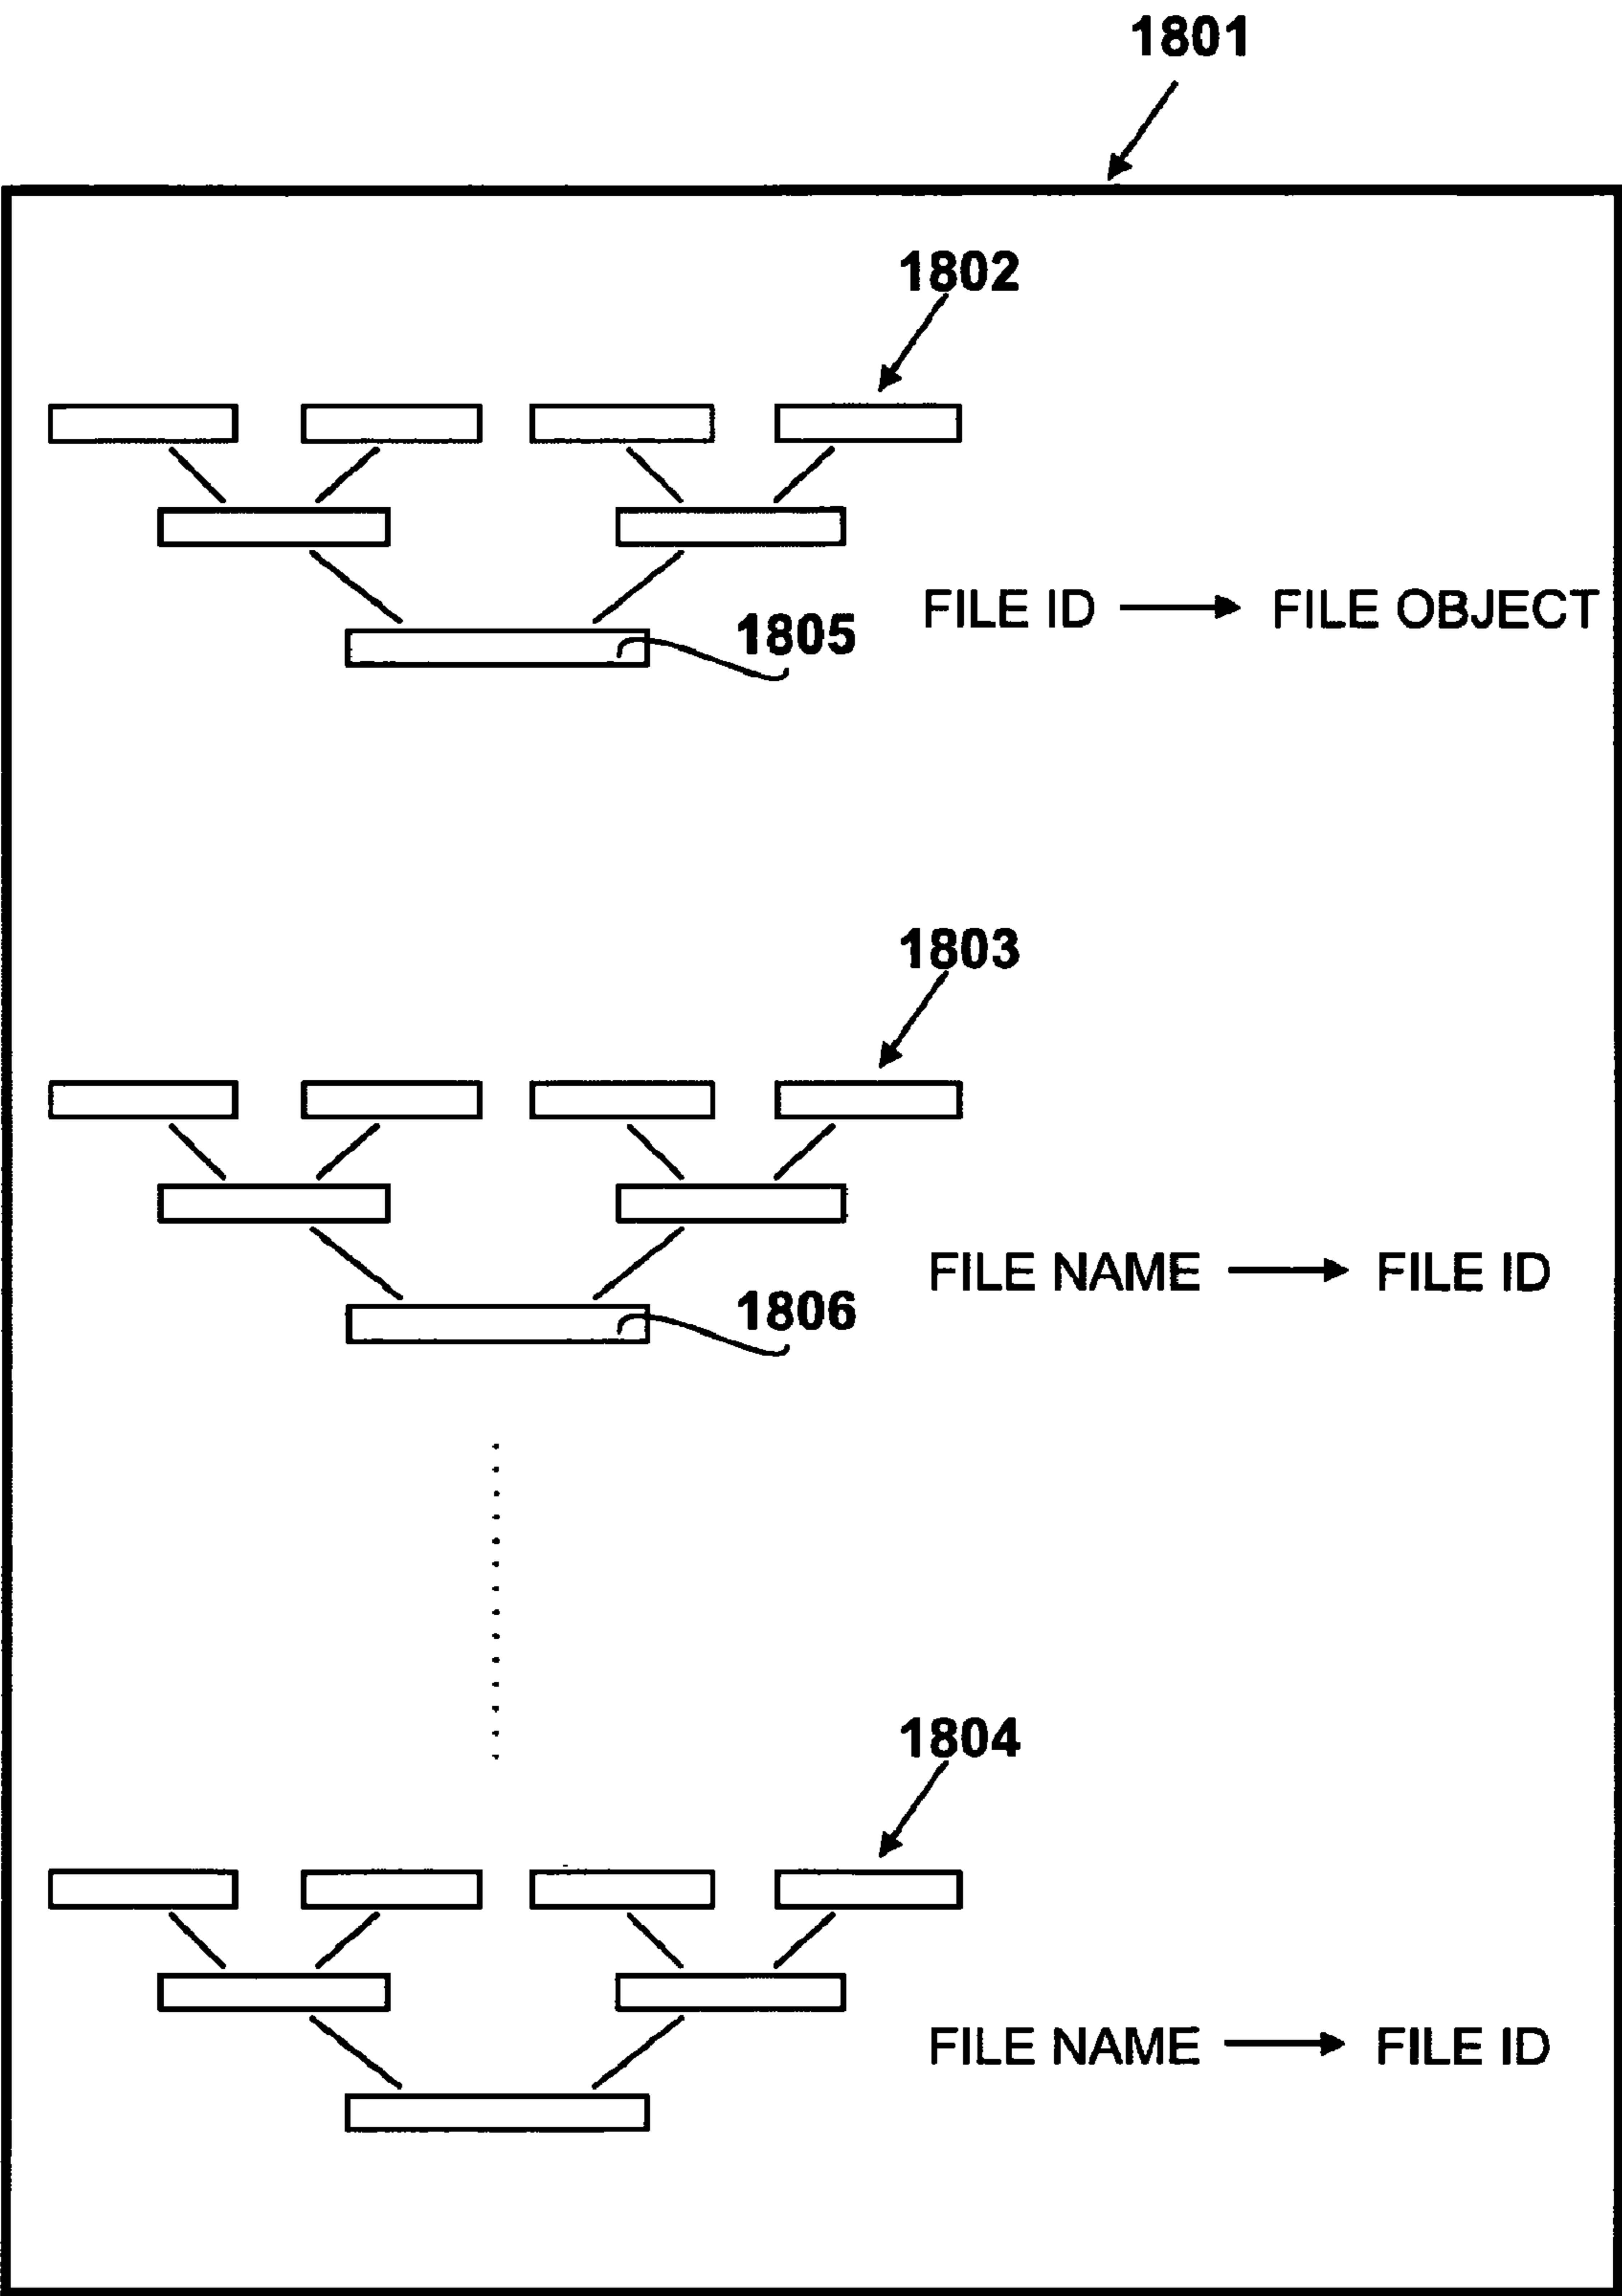 1801
1802
FILE ID → FILE OBJECT
1805
1803
FILE NAME → FILE ID
1806
1804
FILE NAME → FILE ID